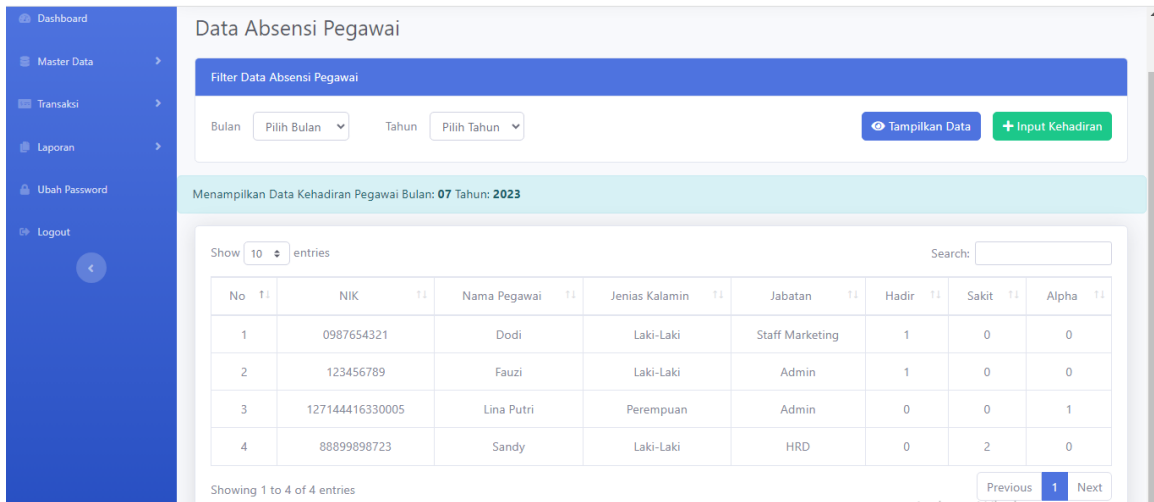 Dashboard
Master Data
Transaksi
Laporan
Ubah Password
Logout
Data Absensi Pegawai
Filter Data Absensi Pegawai
Bulan Pilih Bulan Tahun Pilih Tahun Tampilkan Data + Input Kehadiran
Menampilkan Data Kehadiran Pegawai Bulan: 07 Tahun: 2023
Show 10 entries Search:
No NIK Nama Pegawai Jenias Kalamin Jabatan Hadir Sakit Alpha
1 0987654321 Dodi Laki-Laki Staff Marketing 1 0 0
2 123456789 Fauzi Laki-Laki Admin 1 0 0
3 127144416330005 Lina Putri Perempuan Admin 0 0 1
4 88899898723 Sandy Laki-Laki HRD 0 2 0
Showing 1 to 4 of 4 entries Previous 1 Next